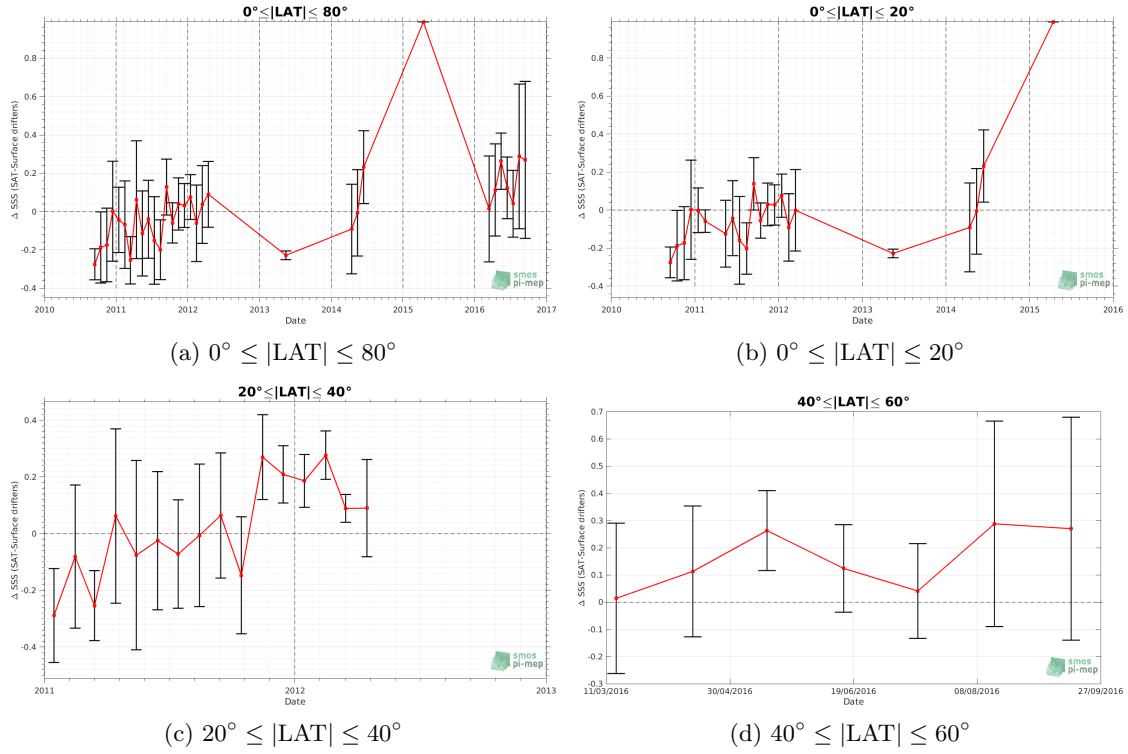 0°≤|LAT|≤ 80°
Δ SSS (SAT-Surface drifters)
0.8
0.6
0.4
0.2
0
-0.2
-0.4
2010
2011
2012
2013
2014
2015
2016
2017
Date
smos
pi-mep
(a) 0° ≤ |LAT| ≤ 80°
0°≤|LAT|≤ 20°
Δ SSS (SAT-Surface drifters)
0.8
0.6
0.4
0.2
0
-0.2
-0.4
2010
2011
2012
2013
2014
2015
2016
Date
smos
pi-mep
(b) 0° ≤ |LAT| ≤ 20°
20°≤|LAT|≤ 40°
Δ SSS (SAT-Surface drifters)
0.4
0.2
0
-0.2
-0.4
2011
2012
2013
Date
smos
pi-mep
(c) 20° ≤ |LAT| ≤ 40°
40°≤|LAT|≤ 60°
Δ SSS (SAT-Surface drifters)
0.7
0.6
0.5
0.4
0.3
0.2
0.1
0
-0.1
-0.2
-0.3
11/03/2016
30/04/2016
19/06/2016
08/08/2016
27/09/2016
Date
smos
pi-mep
(d) 40° ≤ |LAT| ≤ 60°